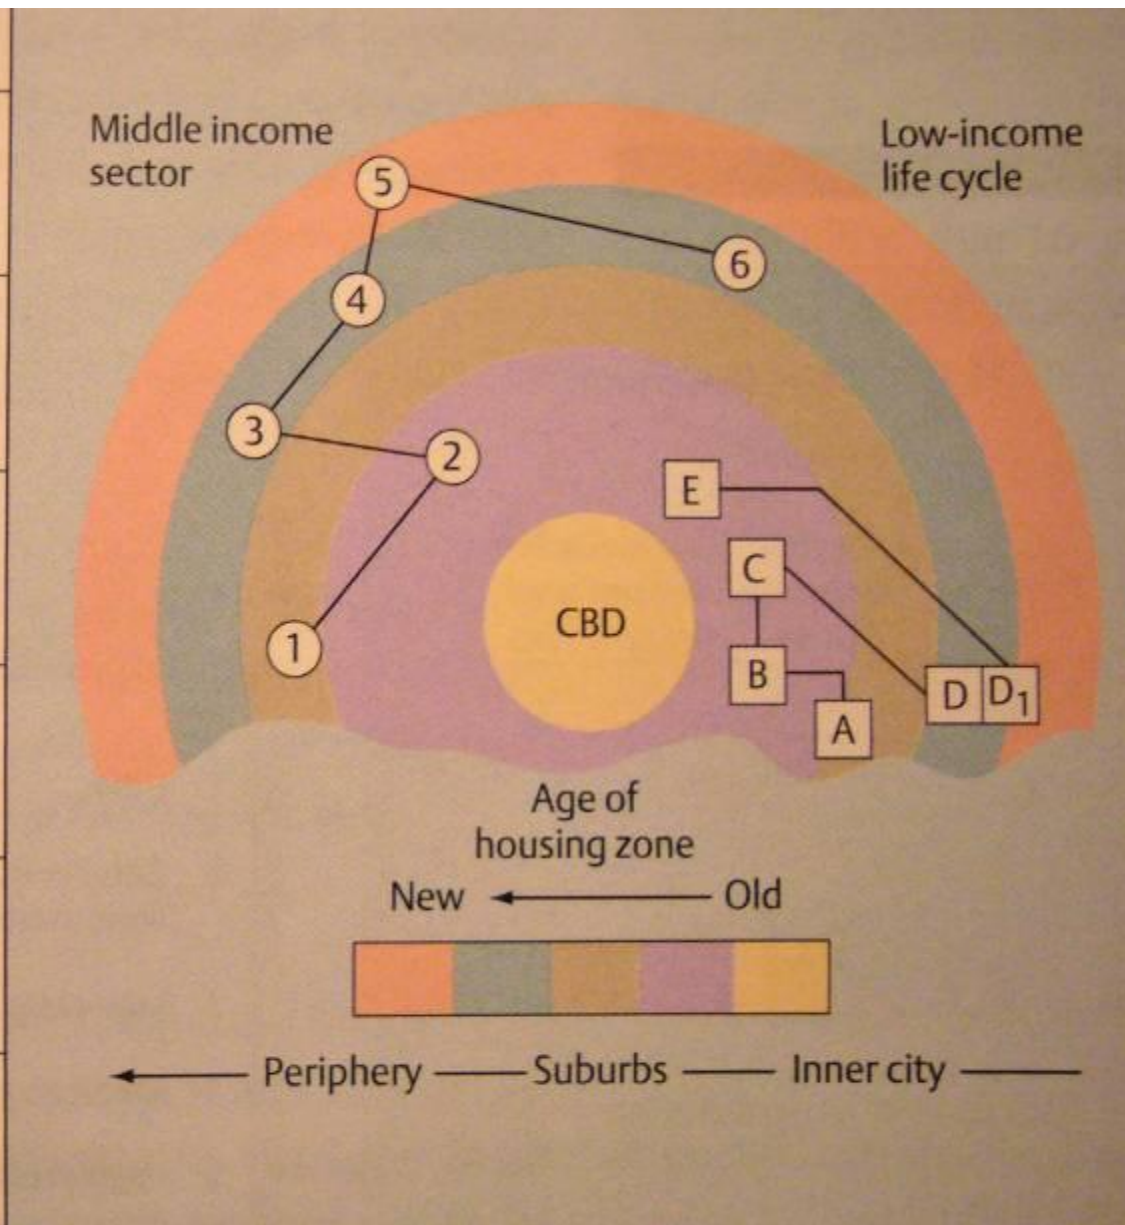 Middle income
sector
Low-income
life cycle
5
6
4
3
2
E
C
CBD
1
B
D
D1
A
Age of
housing zone
New
Old
Periphery
Suburbs
Inner city